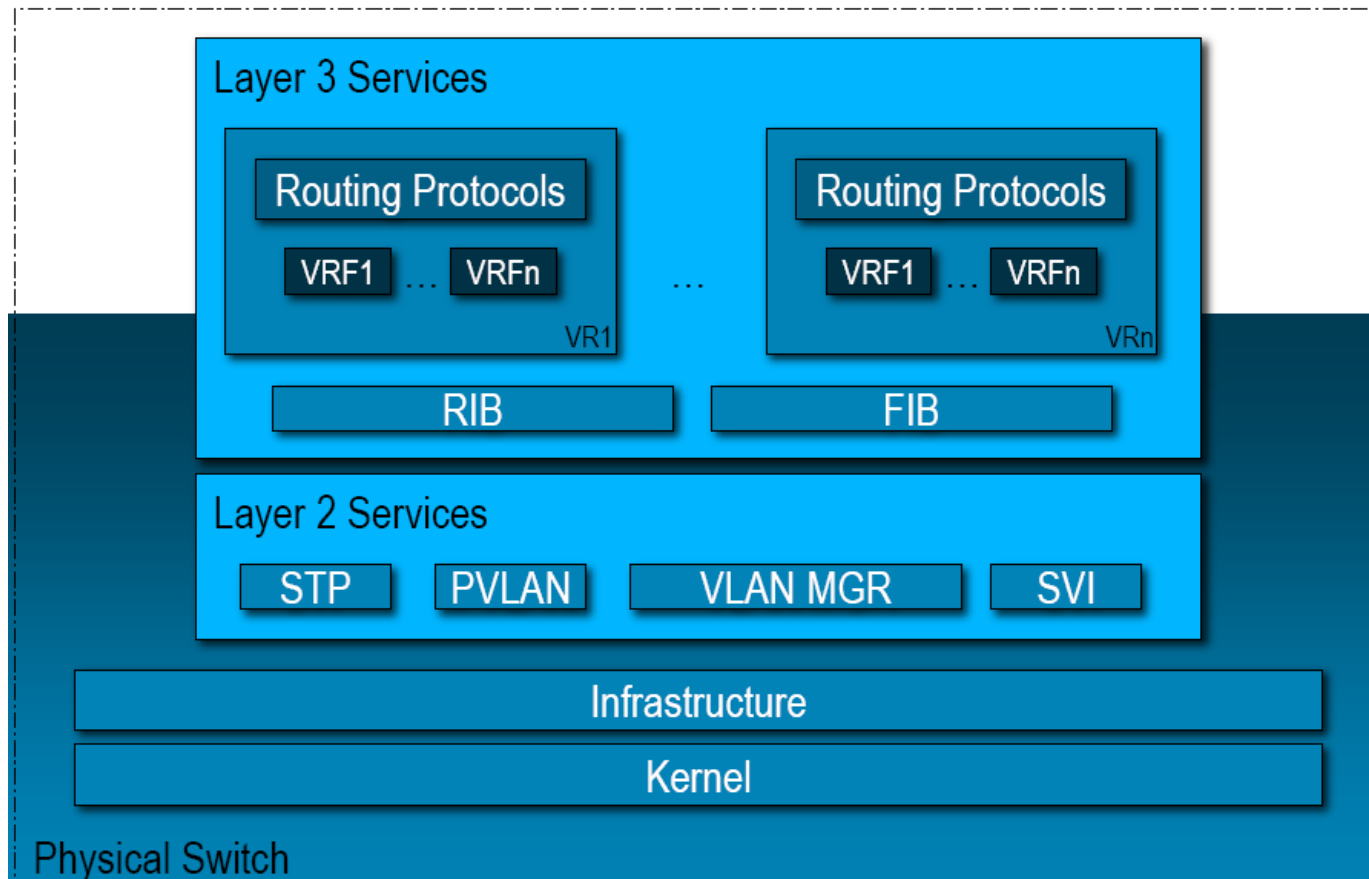 Layer 3 Services
Routing Protocols
VRF1 ... VRFn
VR1
...
Routing Protocols
VRF1 ... VRFn
VRn
RIB
FIB
Layer 2 Services
STP
PVLAN
VLAN MGR
SVI
Infrastructure
Kernel
Physical Switch